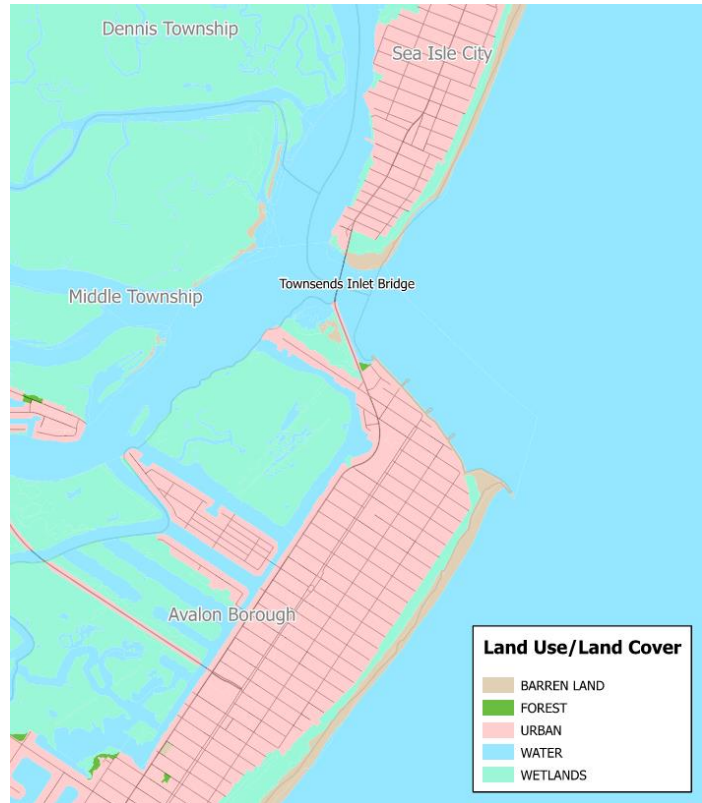 Dennis Township
Sea Isle City
Townsends Inlet Bridge
Middle Township
Avalon Borough
Land Use/Land Cover
BARREN LAND
FOREST
URBAN
WATER
WETLANDS